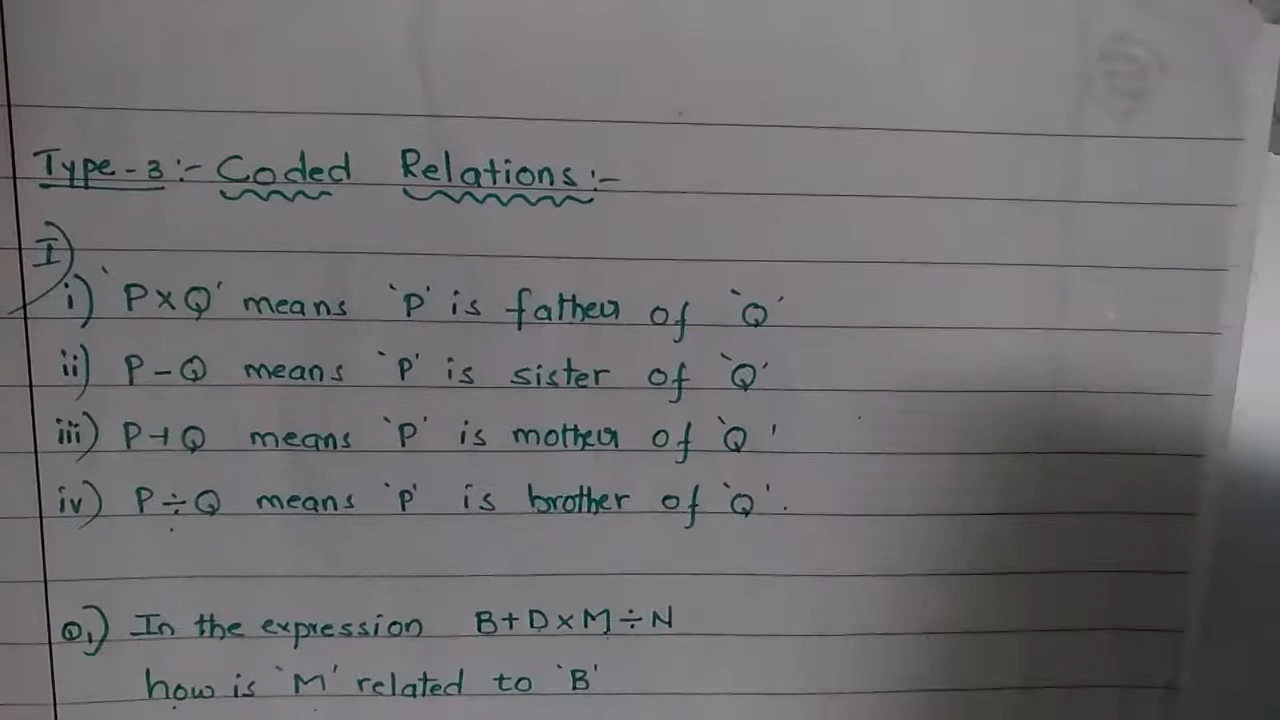 Type-3:- Coded Relations:-
I)
i) 'P×Q' means 'P' is father of 'Q'
ii) P-Q means 'P' is sister of 'Q'
iii) P+Q means 'P' is mother of 'Q'
iv) P÷Q means 'P' is brother of 'Q'.
Q.) In the expression B+D×M÷N
how is 'M' related to 'B'